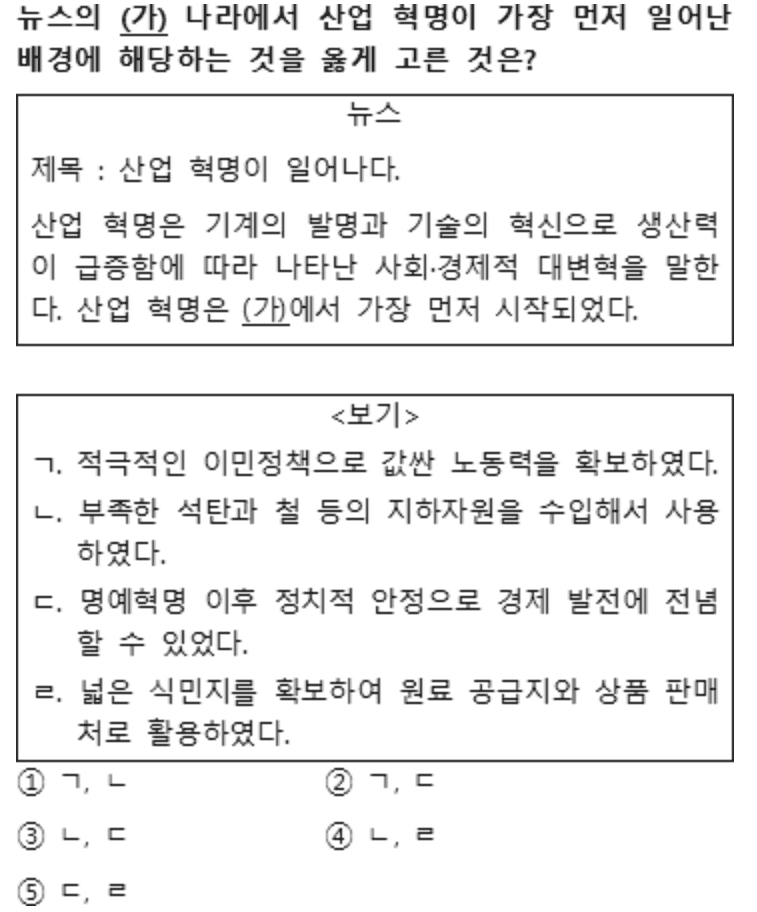 뉴스의 (가) 나라에서 산업 혁명이 가장 먼저 일어난
배경에 해당하는 것을 옳게 고른 것은?
뉴스
제목 : 산업 혁명이 일어나다.
산업 혁명은 기계의 발명과 기술의 혁신으로 생산력
이 급증함에 따라 나타난 사회·경제적 대변혁을 말한
다. 산업 혁명은 (가)에서 가장 먼저 시작되었다.
<보기>
ㄱ. 적극적인 이민정책으로 값싼 노동력을 확보하였다.
ㄴ. 부족한 석탄과 철 등의 지하자원을 수입해서 사용
하였다.
ㄷ. 명예혁명 이후 정치적 안정으로 경제 발전에 전념
할 수 있었다.
ㄹ. 넓은 식민지를 확보하여 원료 공급지와 상품 판매
처로 활용하였다.
① ㄱ, ㄴ ② ㄱ, ㄷ
③ ㄴ, ㄷ ④ ㄴ, ㄹ
⑤ ㄷ, ㄹ